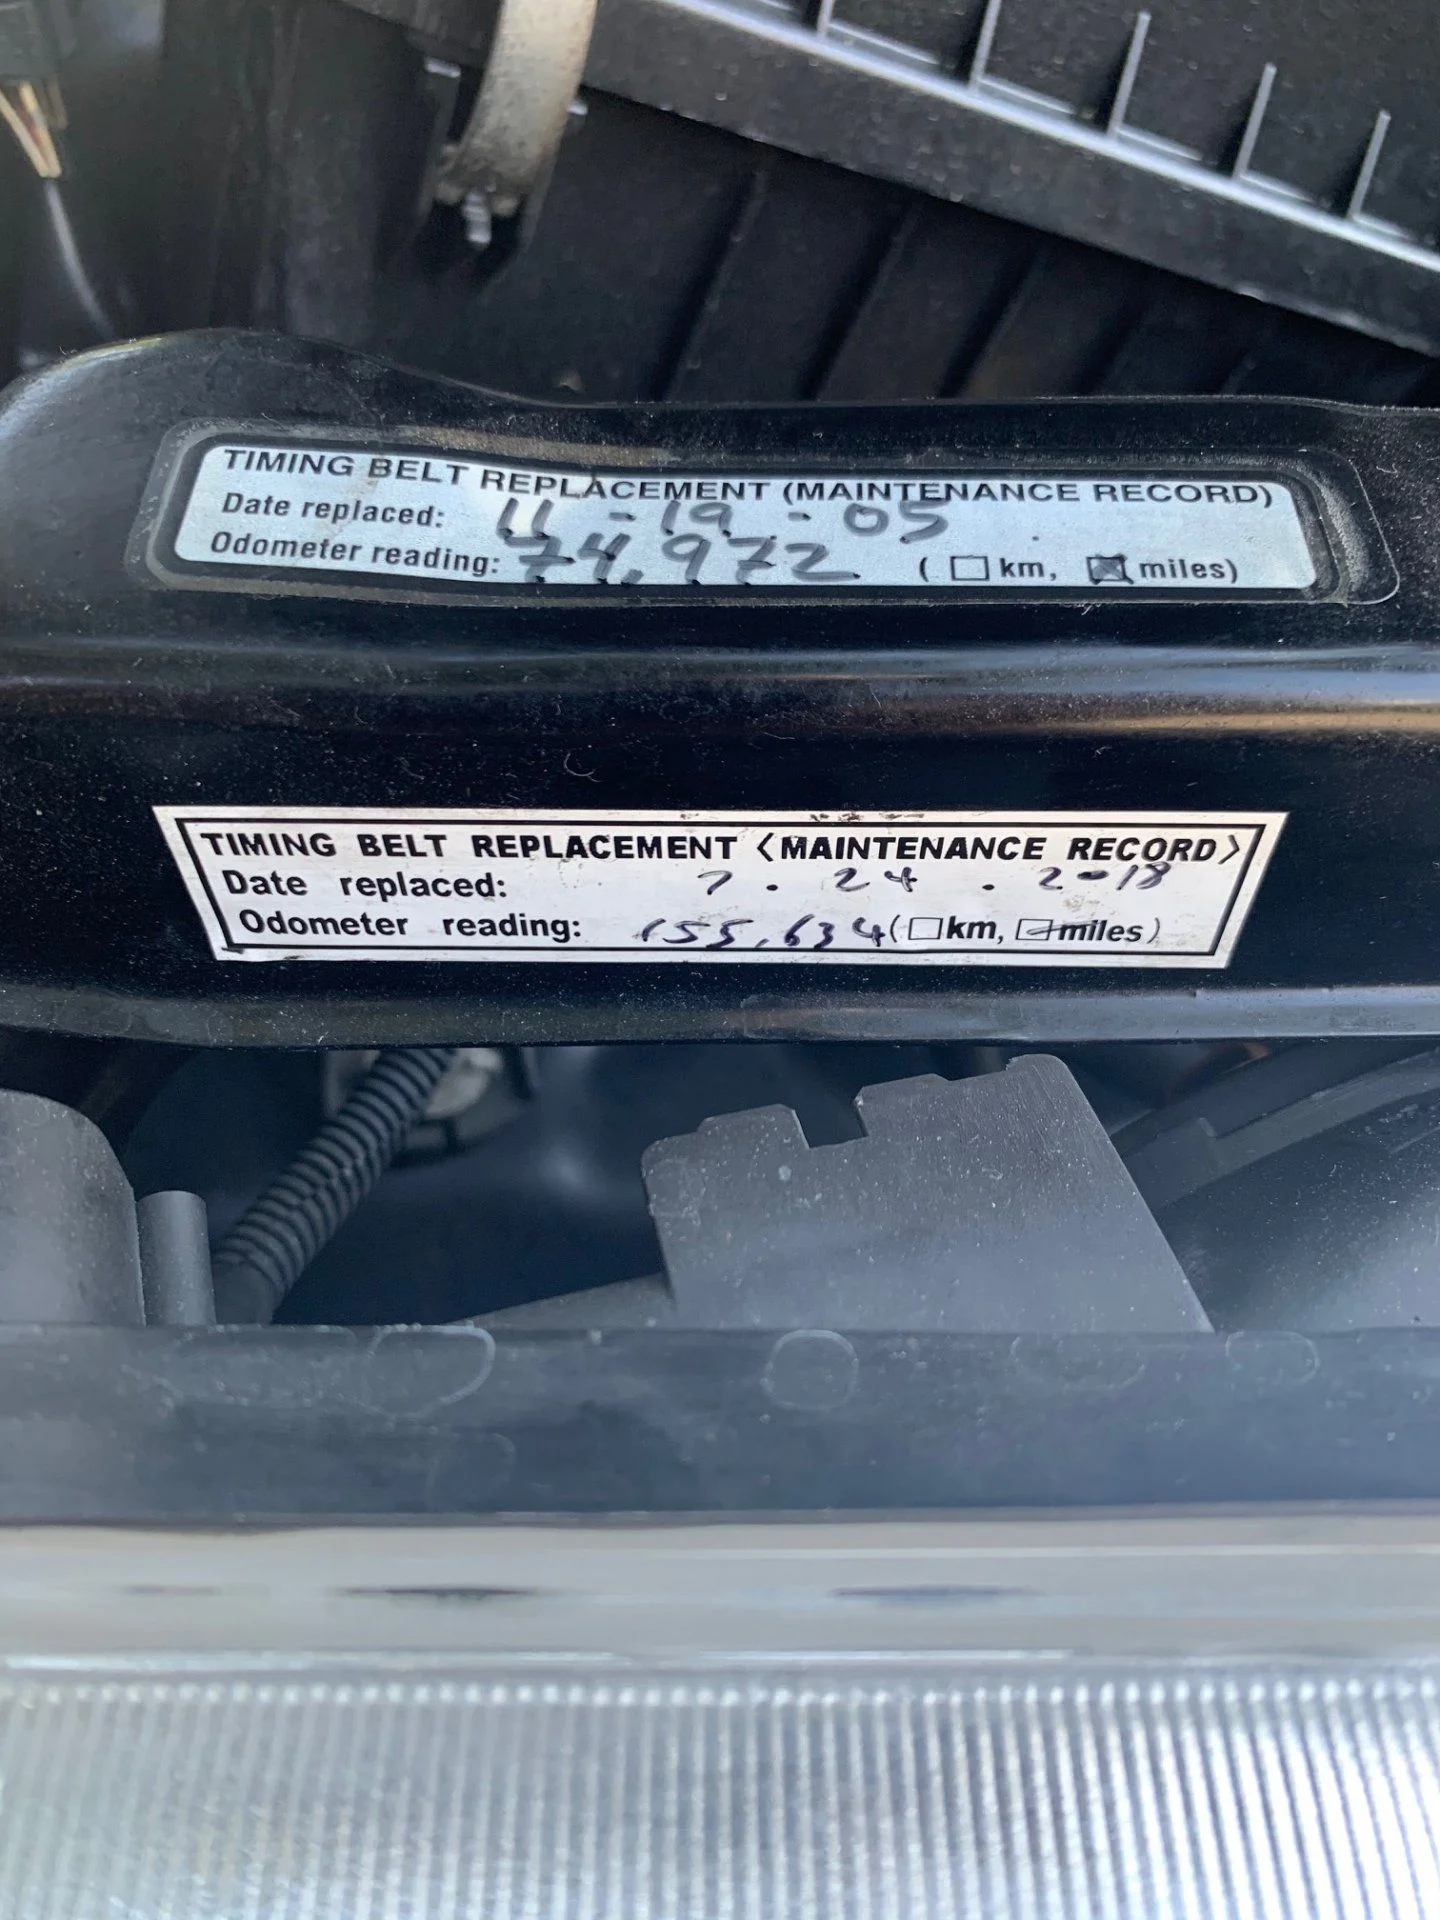 TIMING BELT REPLACEMENT (MAINTENANCE RECORD)
Date replaced: 11-19-05
Odometer reading: 74,972 (☐ km, ☒ miles)
TIMING BELT REPLACEMENT 〈MAINTENANCE RECORD〉
Date replaced: 7.24.2018
Odometer reading: 155,634 (☐km, ☑miles)